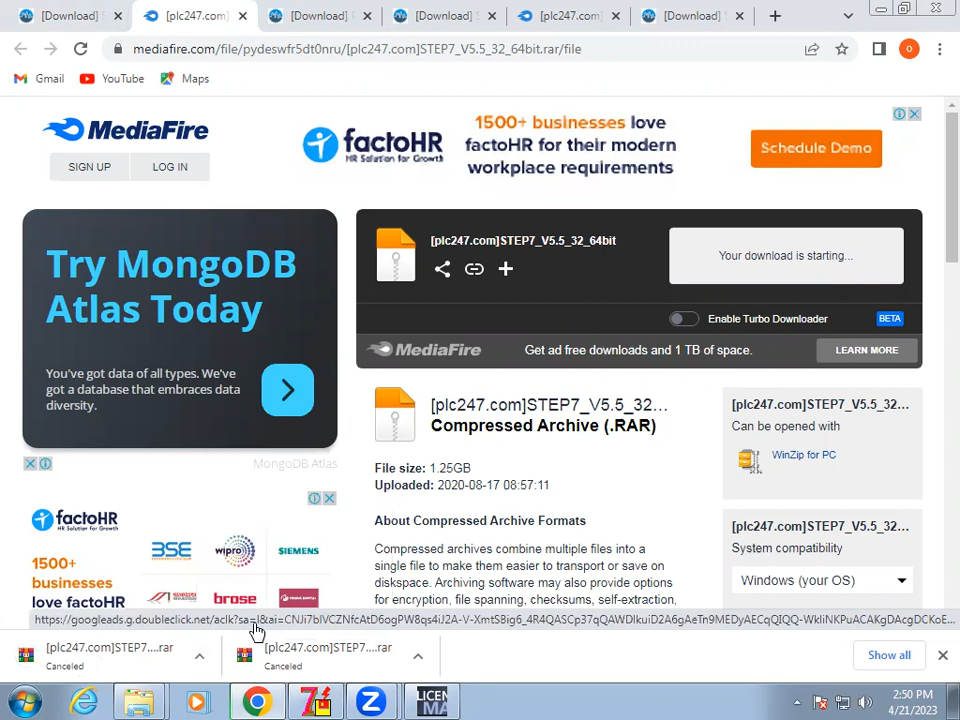 [Download] S
[plc247.com]
[Download]
[Download] S
[plc247.com]
[Download] S
mediafire.com/file/pydeswfr5dt0nru/[plc247.com]STEP7_V5.5_32_64bit.rar/file
O
Gmail
YouTube
Maps
MediaFire
SIGN UP
LOG IN
factoHR
HR Solution for Growth
1500+ businesses love
factoHR for their modern
workplace requirements
Schedule Demo
Try MongoDB
Atlas Today
You've got data of all types. We've
got a database that embraces data
diversity.
MongoDB Atlas
[plc247.com]STEP7_V5.5_32_64bit
Your download is starting...
Enable Turbo Downloader
BETA
MediaFire
Get ad free downloads and 1 TB of space.
LEARN MORE
[plc247.com]STEP7_V5.5_32...
Compressed Archive (.RAR)
File size: 1.25GB
Uploaded: 2020-08-17 08:57:11
About Compressed Archive Formats
Compressed archives combine multiple files into a
single file to make them easier to transport or save on
diskspace. Archiving software may also provide options
for encryption, file spanning, checksums, self-extraction,
[plc247.com]STEP7_V5.5_32...
Can be opened with
WinZip for PC
[plc247.com]STEP7_V5.5_32...
System compatibility
Windows (your OS)
factoHR
HR Solution for Growth
1500+
businesses
love factoHR
BSE
wipro
SIEMENS
brose
[plc247.com]STEP7....rar
Canceled
[plc247.com]STEP7....rar
Canceled
Show all
LICEN
MA
2:50 PM
4/21/2023